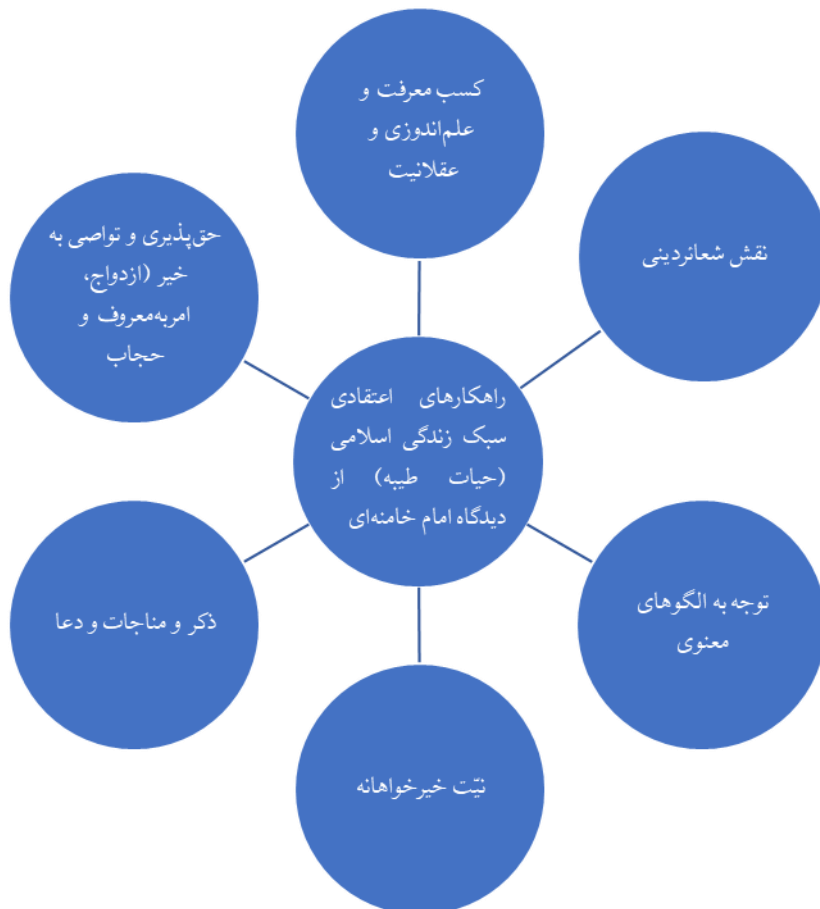 کسب معرفت و
علم‌اندوزی و
عقلانیت
نقش شعائردینی
توجه به الگوهای
معنوی
نیّت خیرخواهانه
ذکر و مناجات و دعا
حق‌پذیری و تواصی به
خیر (ازدواج،
امربه‌معروف و
حجاب
راهکارهای اعتقادی
سبک زندگی اسلامی
(حیات طیبه) از
دیدگاه امام خامنه‌ای